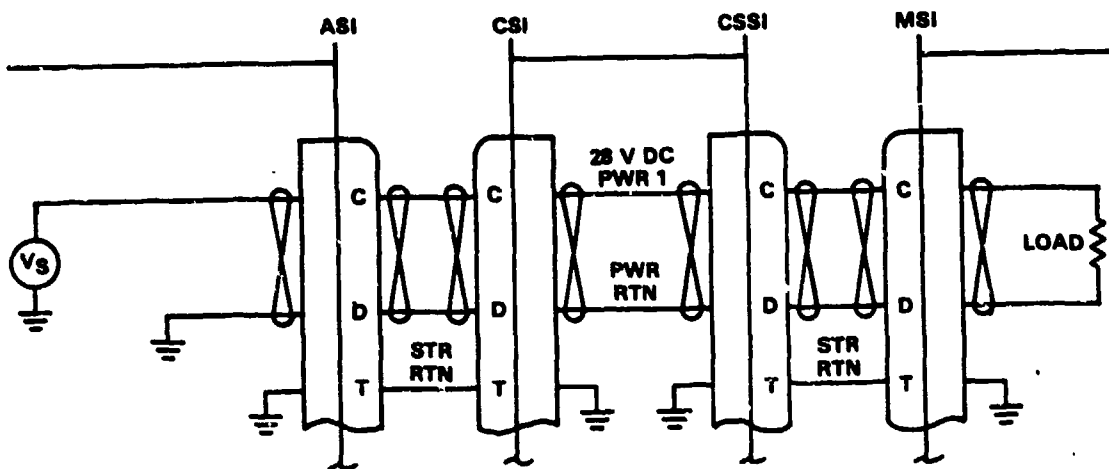 ASI CSI CSSI MSI
28 V DC
PWR 1
C C C C
VS
LOAD
PWR
RTN
D D D D
STR
RTN
STR
RTN
T T T T